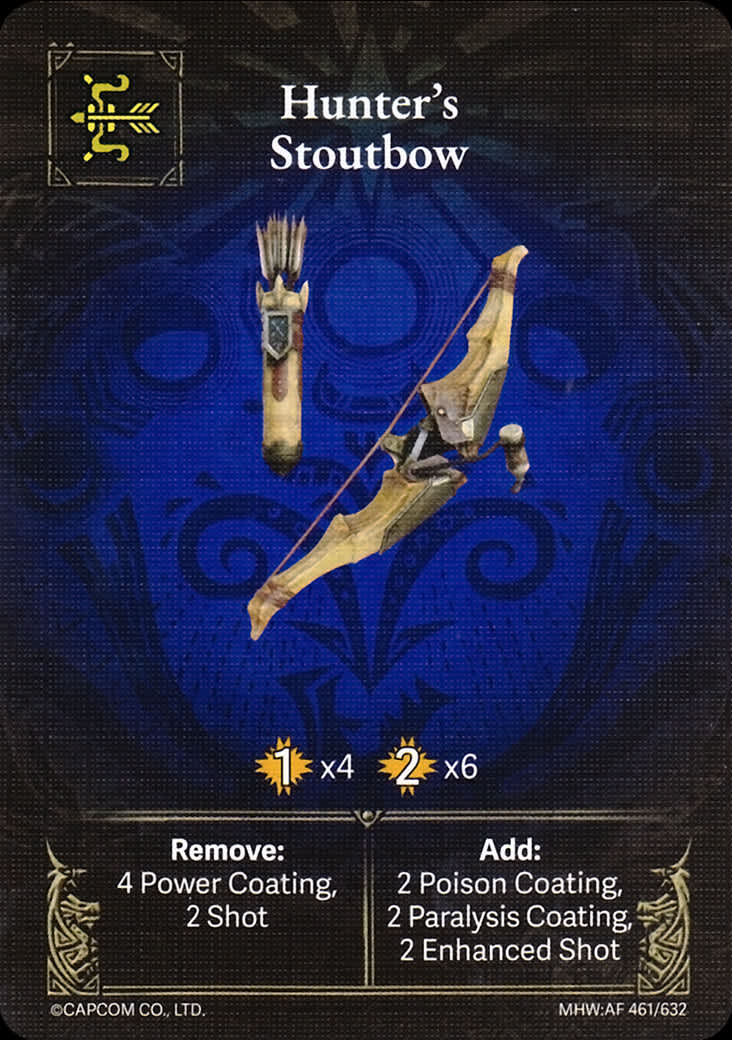 Hunter’s
Stoutbow
1 x4 2 x6
Remove:
4 Power Coating,
2 Shot
Add:
2 Poison Coating,
2 Paralysis Coating,
2 Enhanced Shot
©CAPCOM CO., LTD.
MHW:AF 461/632